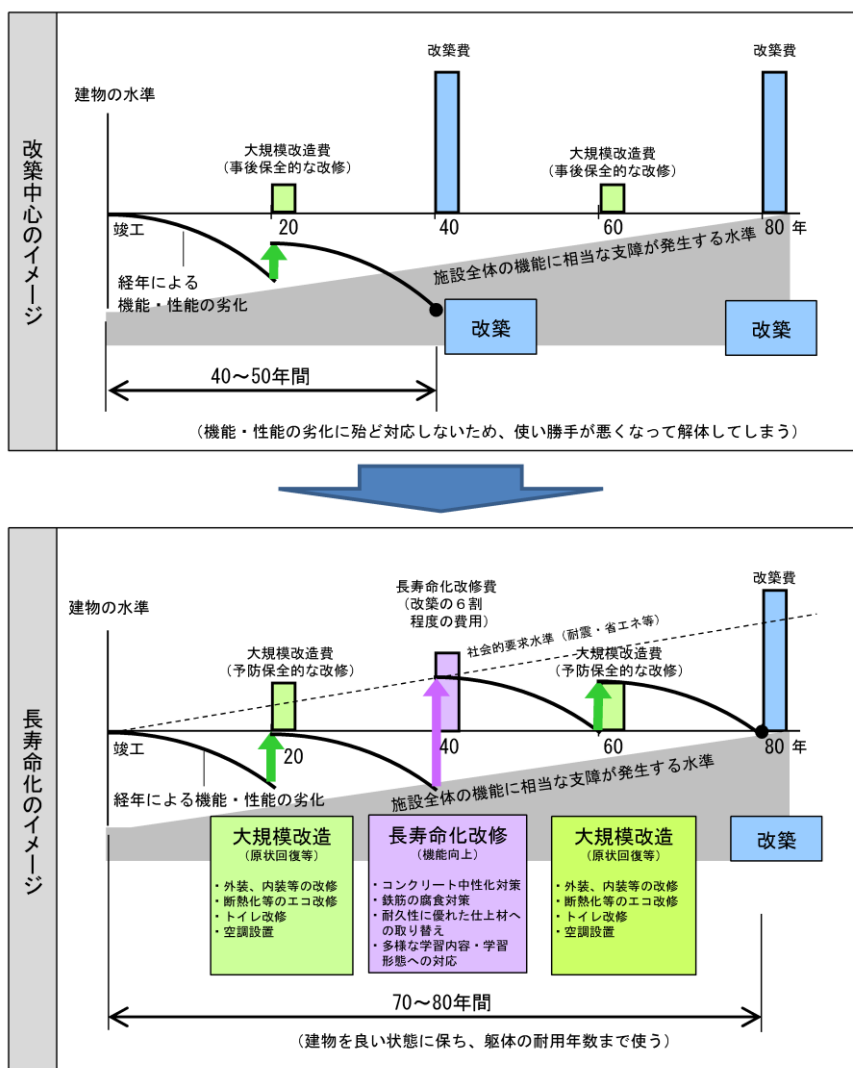 改築中心のイメージ
建物の水準
改築費
改築費
大規模改造費
(事後保全的な改修)
大規模改造費
(事後保全的な改修)
竣工
20
40
60
80 年
経年による
機能・性能の劣化
施設全体の機能に相当な支障が発生する水準
改築
改築
40～50年間
(機能・性能の劣化に殆ど対応しないため、使い勝手が悪くなって解体してしまう)
長寿命化のイメージ
建物の水準
長寿命化改修費
(改築の６割
程度の費用)
改築費
社会的要求水準(耐震・省エネ等)
大規模改造費
(予防保全的な改修)
大規模改造費
(予防保全的な改修)
竣工
20
40
60
80 年
経年による機能・性能の劣化
施設全体の機能に相当な支障が発生する水準
大規模改造
(原状回復等)
・外装、内装等の改修
・断熱化等のエコ改修
・トイレ改修
・空調設置
長寿命化改修
(機能向上)
・コンクリート中性化対策
・鉄筋の腐食対策
・耐久性に優れた仕上材へ
の取り替え
・多様な学習内容・学習
形態への対応
大規模改造
(原状回復等)
・外装、内装等の改修
・断熱化等のエコ改修
・トイレ改修
・空調設置
改築
70～80年間
(建物を良い状態に保ち、躯体の耐用年数まで使う)